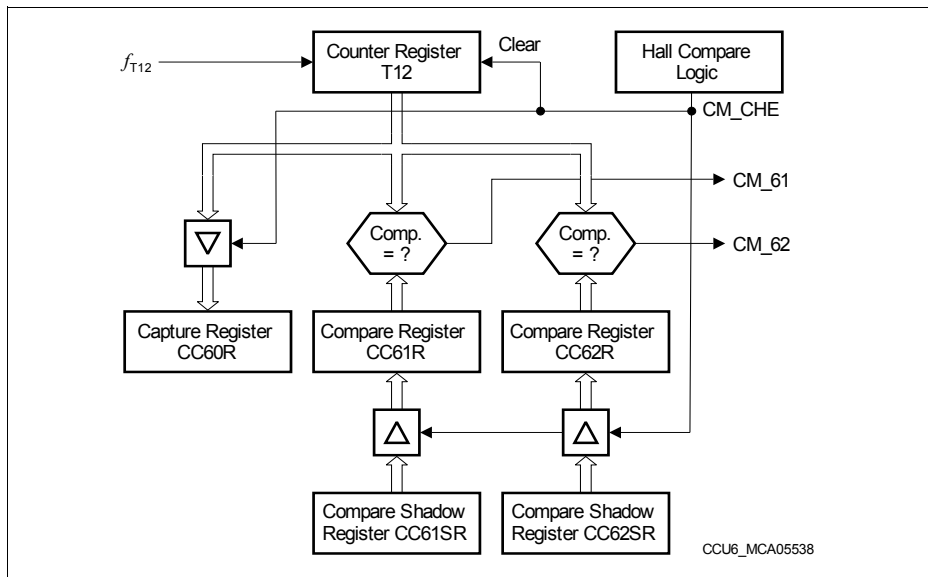 Counter Register
T12
Clear
Hall Compare
Logic
fT12
CM_CHE
CM_61
Comp.
= ?
Comp.
= ?
CM_62
Capture Register
CC60R
Compare Register
CC61R
Compare Register
CC62R
Compare Shadow
Register CC61SR
Compare Shadow
Register CC62SR
CCU6_MCA05538